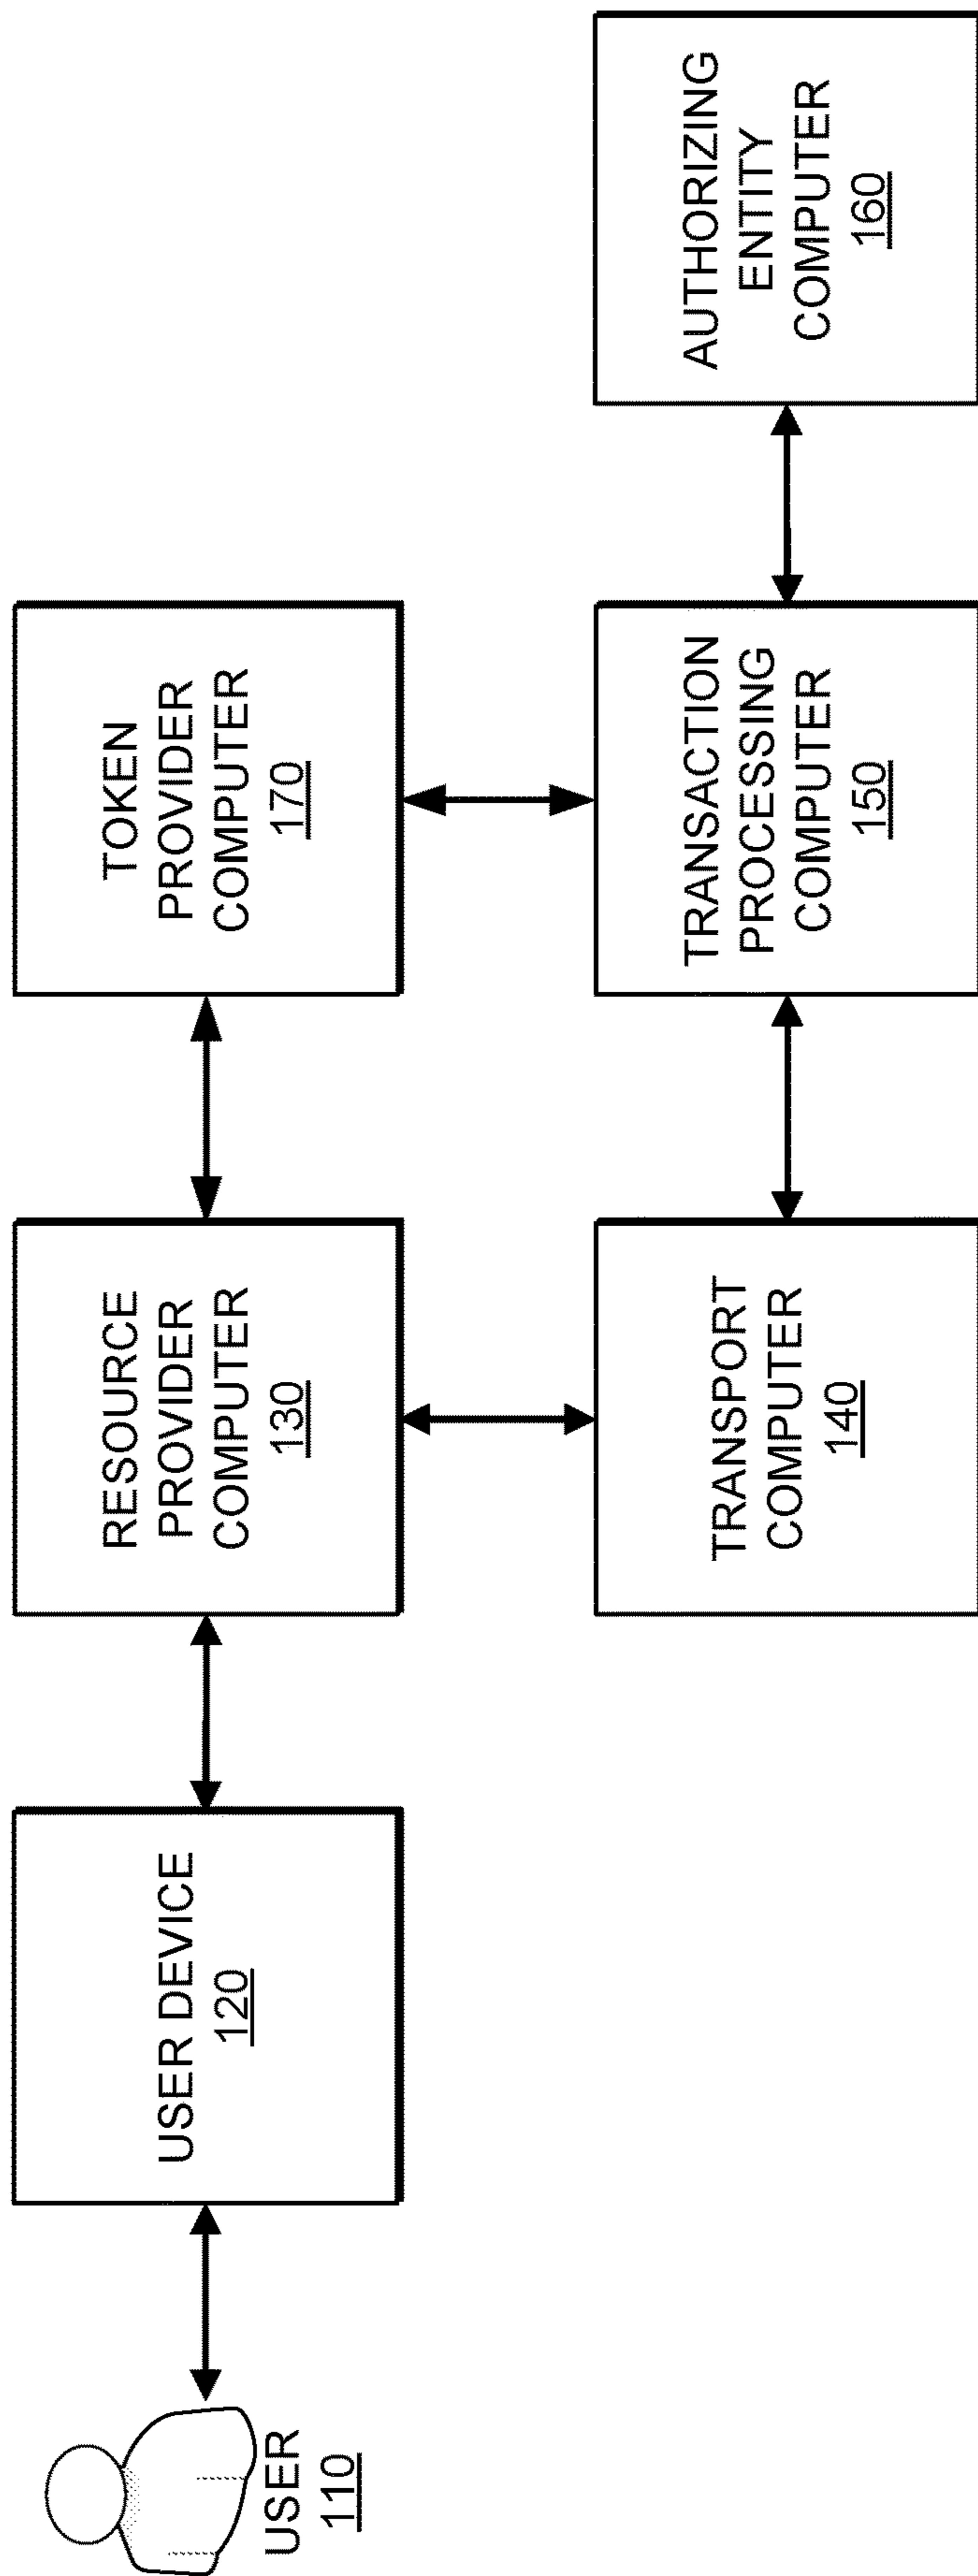 USER
110
USER DEVICE
120
RESOURCE
PROVIDER
COMPUTER
130
TOKEN
PROVIDER
COMPUTER
170
TRANSPORT
COMPUTER
140
TRANSACTION
PROCESSING
COMPUTER
150
AUTHORIZING
ENTITY
COMPUTER
160